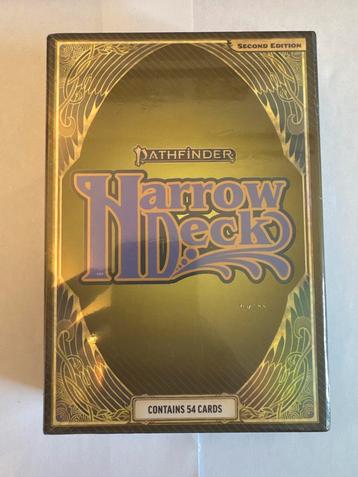 SECOND EDITION
PATHFINDER
Harrow
Deck
CONTAINS 54 CARDS